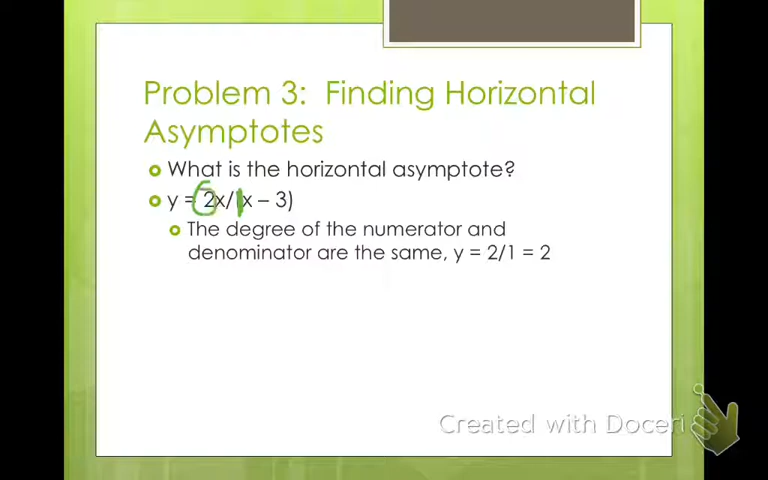 Problem 3: Finding Horizontal
Asymptotes
What is the horizontal asymptote?
y = 2x/(x – 3)
The degree of the numerator and
denominator are the same, y = 2/1 = 2
Created with Doceri